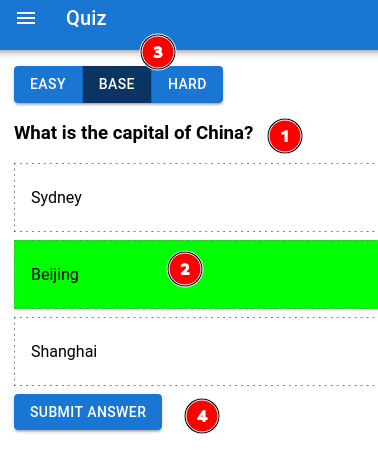 Quiz
3
EASY BASE HARD
What is the capital of China? 1
Sydney
Beijing 2
Shanghai
SUBMIT ANSWER 4